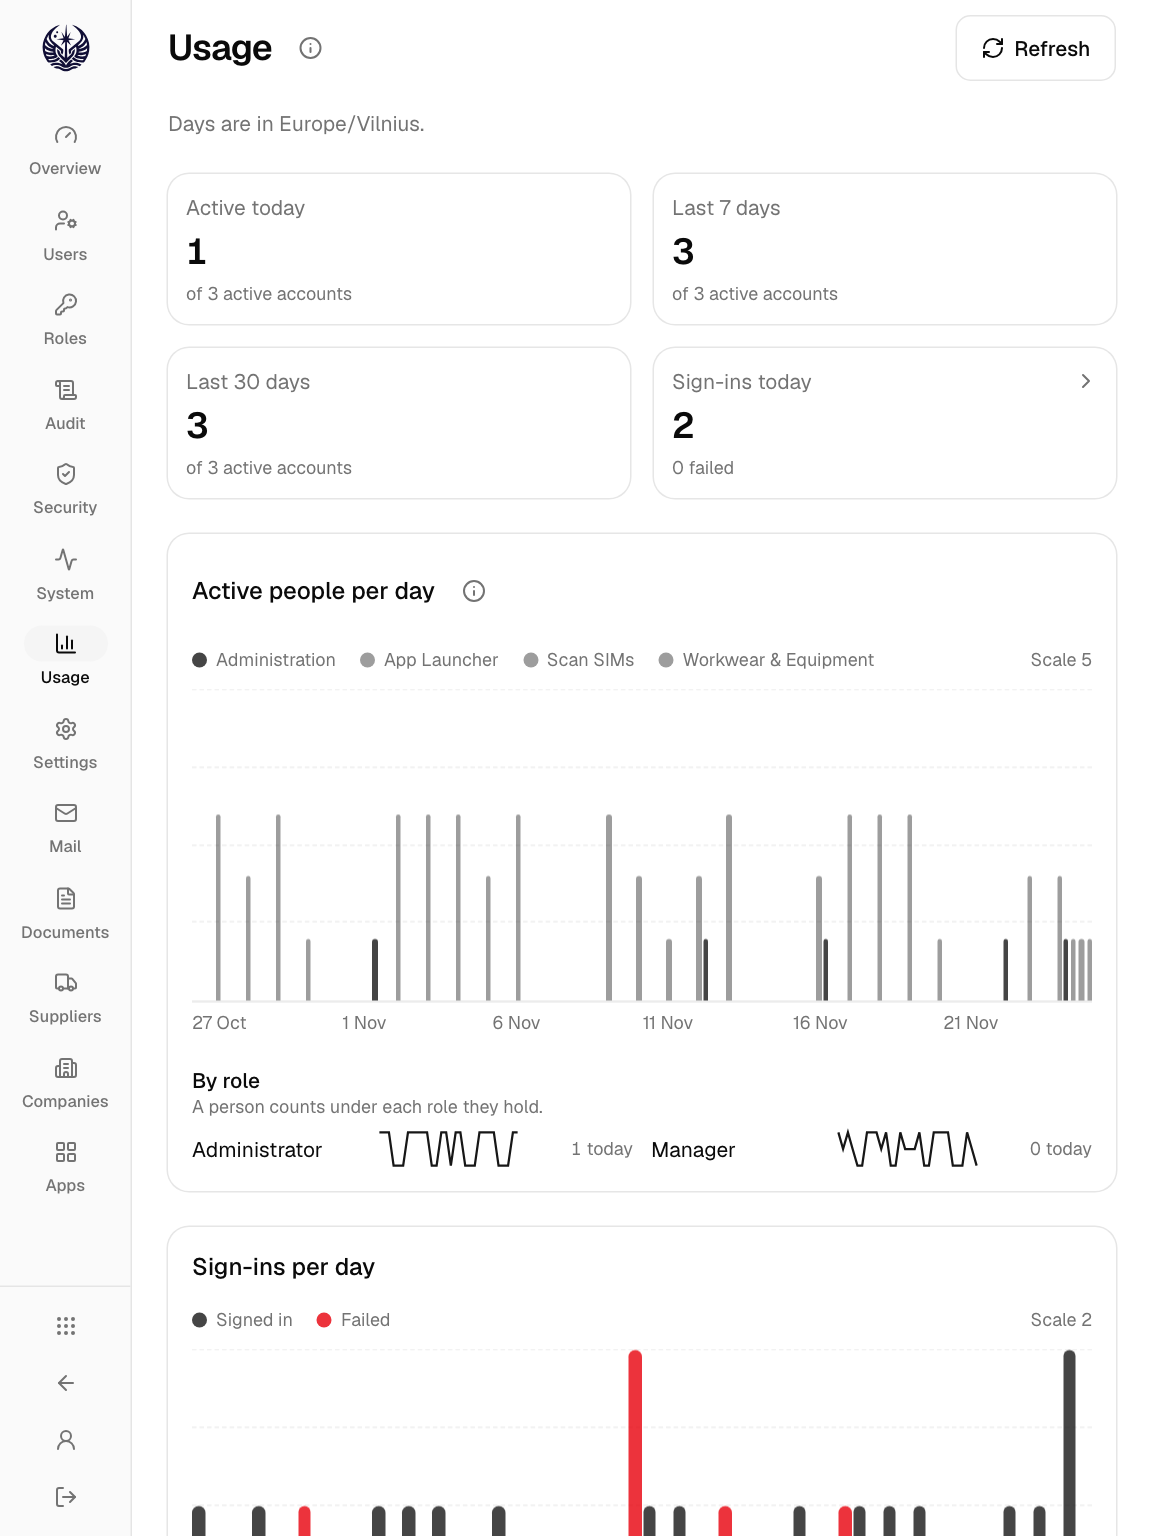 Usage
Refresh
Days are in Europe/Vilnius.
Overview
Users
Roles
Audit
Security
System
Usage
Settings
Mail
Documents
Suppliers
Companies
Apps
Active today
1
of 3 active accounts
Last 7 days
3
of 3 active accounts
Last 30 days
3
of 3 active accounts
Sign-ins today
2
0 failed
Active people per day
Administration App Launcher Scan SIMs Workwear & Equipment Scale 5
27 Oct 1 Nov 6 Nov 11 Nov 16 Nov 21 Nov
By role
A person counts under each role they hold.
Administrator 1 today Manager 0 today
Sign-ins per day
Signed in Failed Scale 2